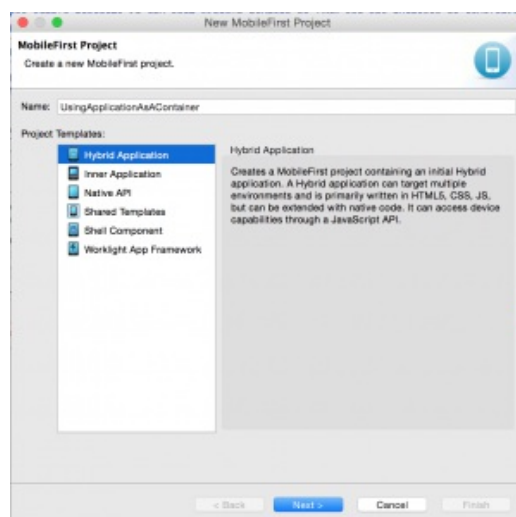 New MobileFirst Project
MobileFirst Project
Create a new MobileFirst project.
Name: UsingApplicationAsAContainer
Project Templates:
Hybrid Application
Inner Application
Native API
Shared Templates
Shell Component
Worklight App Framework
Hybrid Application
Creates a MobileFirst project containing an initial Hybrid
application. A Hybrid application can target multiple
environments and is primarily written in HTML5, CSS, JS,
but can be extended with native code. It can access device
capabilities through a JavaScript API.
< Back
Next >
Cancel
Finish